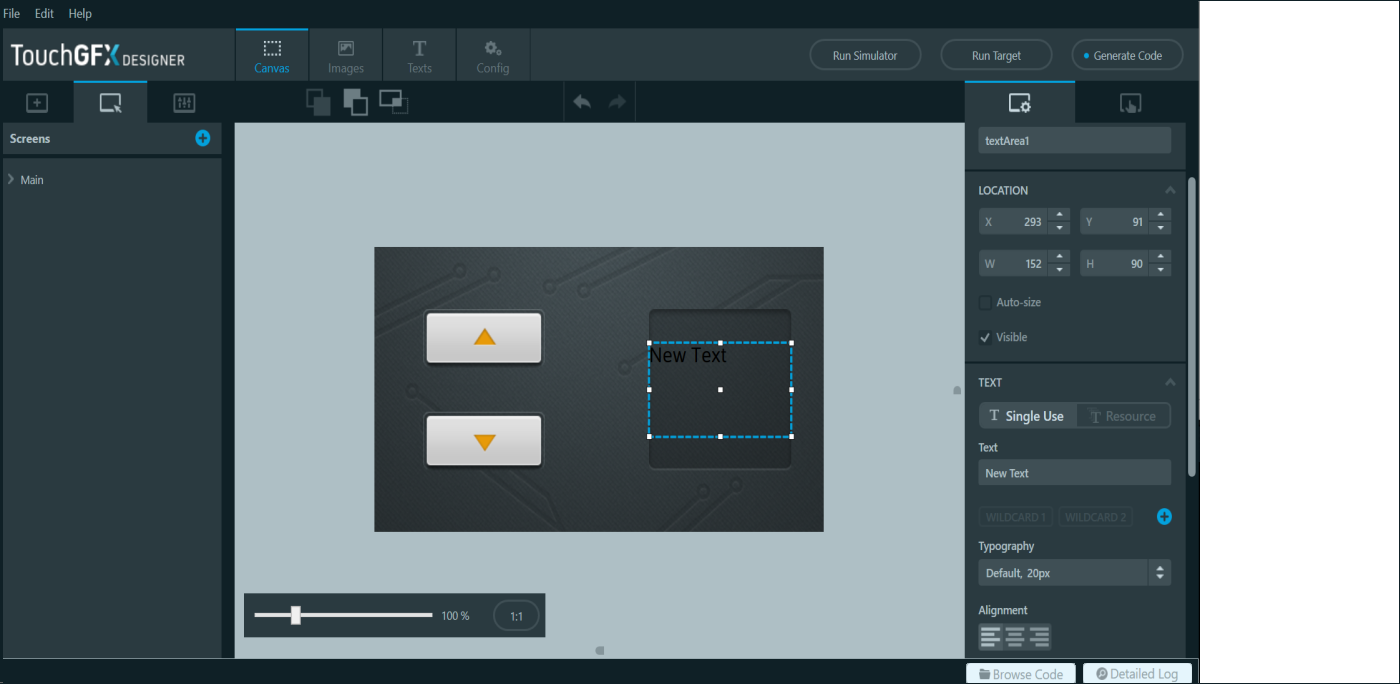 File Edit Help
TouchGFX DESIGNER
Canvas
Images
Texts
Config
Run Simulator
Run Target
Generate Code
Screens
Main
New Text
100 %
1:1
textArea1
LOCATION
X 293 Y 91
W 152 H 90
Auto-size
Visible
TEXT
T Single Use T Resource
Text
New Text
WILDCARD 1 WILDCARD 2
Typography
Default, 20px
Alignment
Browse Code Detailed Log